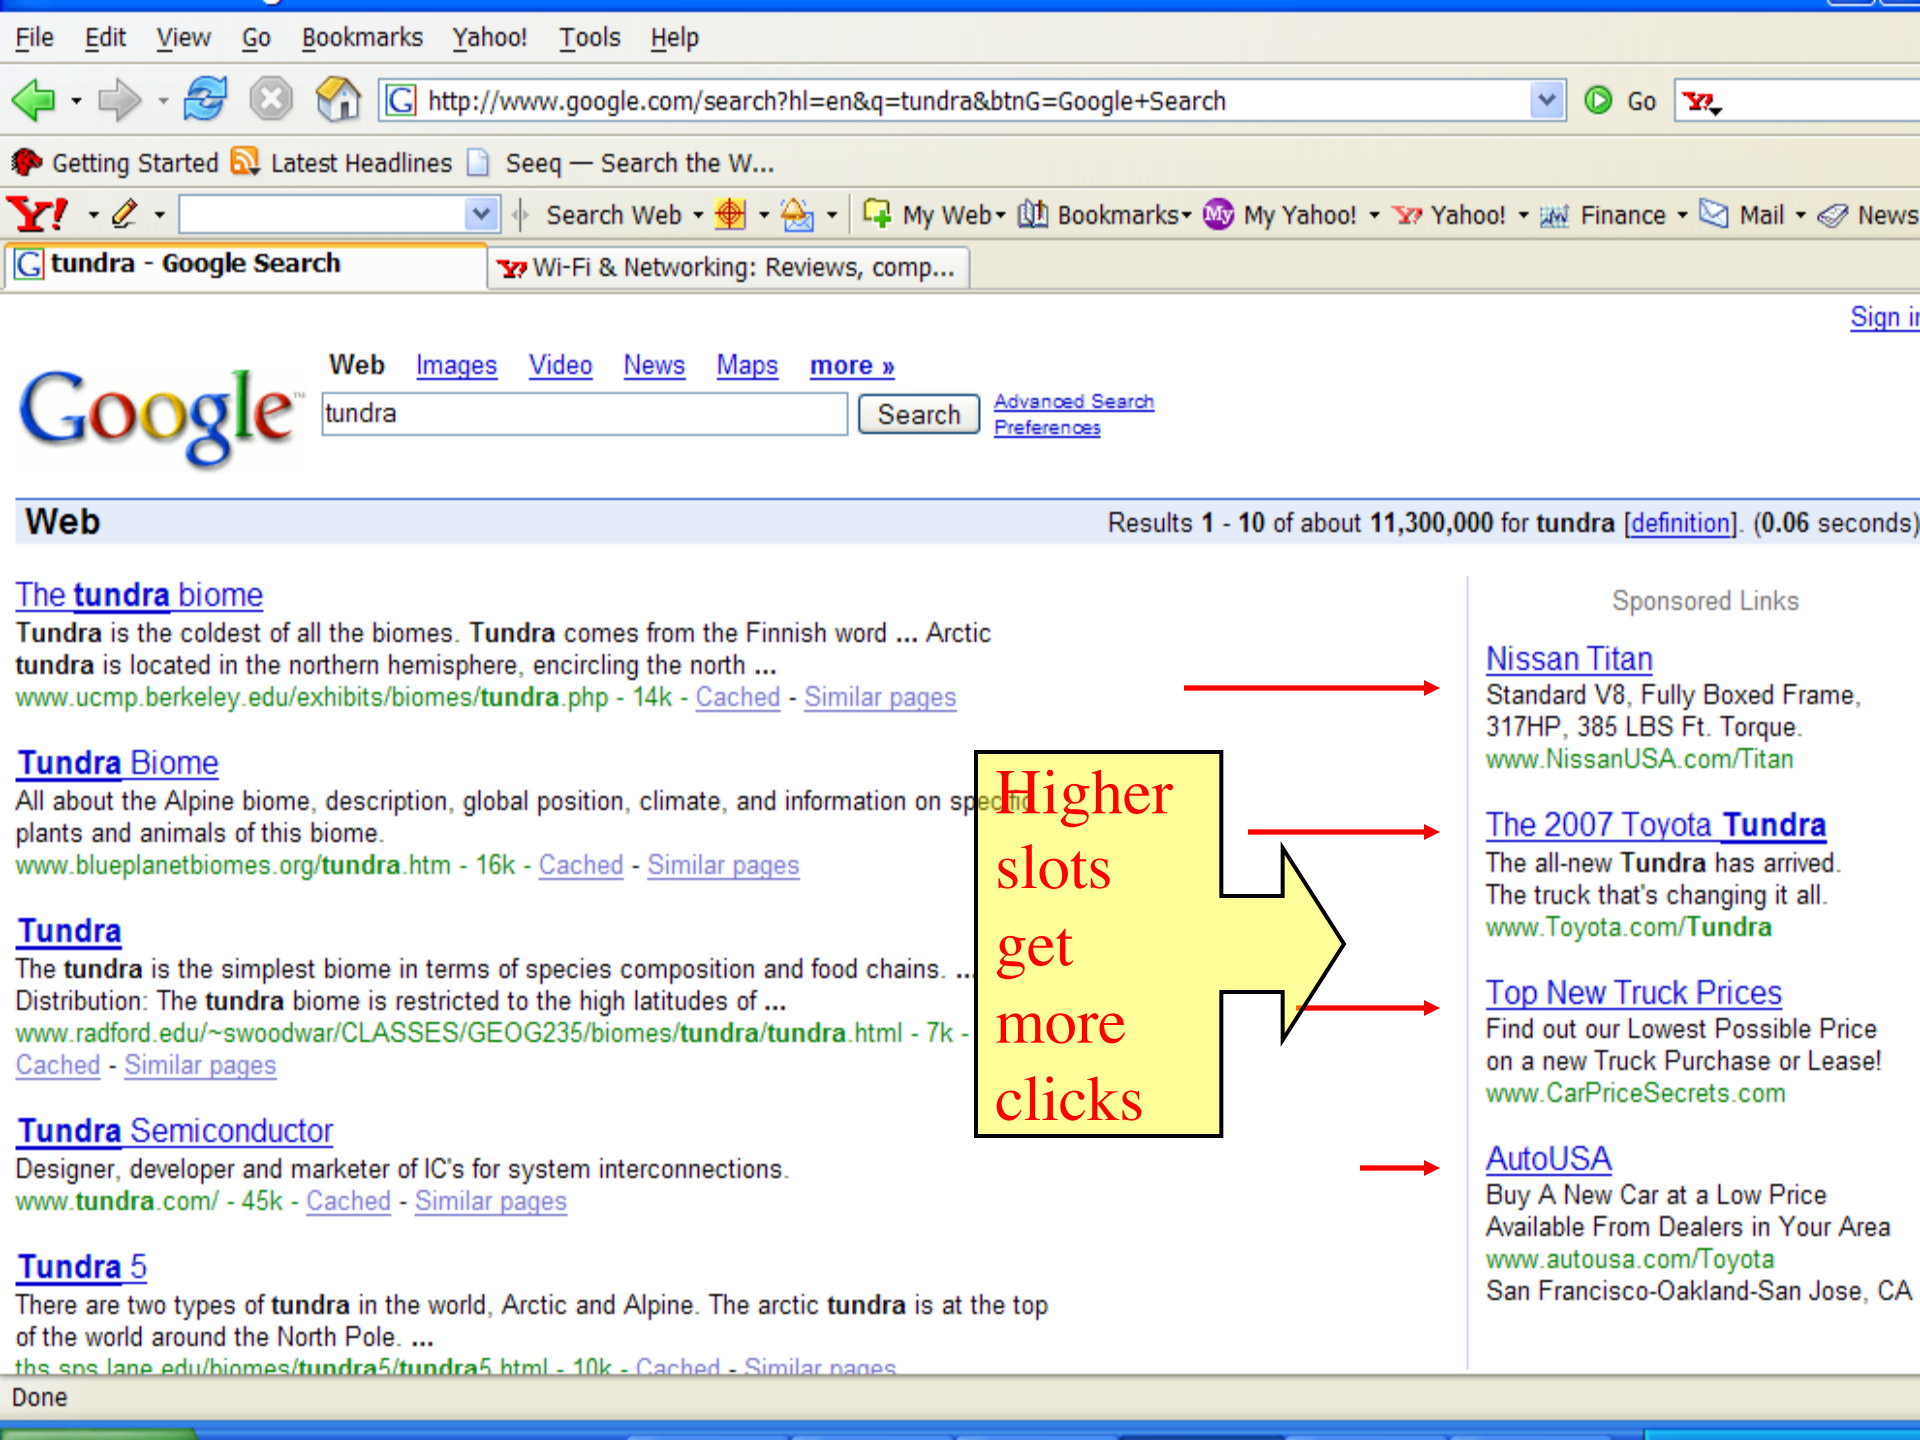 File Edit View Go Bookmarks Yahoo! Tools Help
http://www.google.com/search?hl=en&q=tundra&btnG=Google+Search Go
Getting Started Latest Headlines Seeq — Search the W...
Y! Search Web My Web Bookmarks My Yahoo! Yahoo! Finance Mail News
tundra - Google Search Wi-Fi & Networking: Reviews, comp...
Sign in
Web Images Video News Maps more »
Google™ tundra Search Advanced Search
Preferences
Web Results 1 - 10 of about 11,300,000 for tundra [definition]. (0.06 seconds)
The tundra biome
Tundra is the coldest of all the biomes. Tundra comes from the Finnish word ... Arctic
tundra is located in the northern hemisphere, encircling the north ...
www.ucmp.berkeley.edu/exhibits/biomes/tundra.php - 14k - Cached - Similar pages
Tundra Biome
All about the Alpine biome, description, global position, climate, and information on specific
plants and animals of this biome.
www.blueplanetbiomes.org/tundra.htm - 16k - Cached - Similar pages
Tundra
The tundra is the simplest biome in terms of species composition and food chains. ...
Distribution: The tundra biome is restricted to the high latitudes of ...
www.radford.edu/~swoodwar/CLASSES/GEOG235/biomes/tundra/tundra.html - 7k -
Cached - Similar pages
Tundra Semiconductor
Designer, developer and marketer of IC's for system interconnections.
www.tundra.com/ - 45k - Cached - Similar pages
Tundra 5
There are two types of tundra in the world, Arctic and Alpine. The arctic tundra is at the top
of the world around the North Pole. ...
ths.sps.lane.edu/biomes/tundra5/tundra5.html - 10k - Cached - Similar pages
Higher
slots
get
more
clicks
Sponsored Links
Nissan Titan
Standard V8, Fully Boxed Frame,
317HP, 385 LBS Ft. Torque.
www.NissanUSA.com/Titan
The 2007 Toyota Tundra
The all-new Tundra has arrived.
The truck that's changing it all.
www.Toyota.com/Tundra
Top New Truck Prices
Find out our Lowest Possible Price
on a new Truck Purchase or Lease!
www.CarPriceSecrets.com
AutoUSA
Buy A New Car at a Low Price
Available From Dealers in Your Area
www.autousa.com/Toyota
San Francisco-Oakland-San Jose, CA
Done